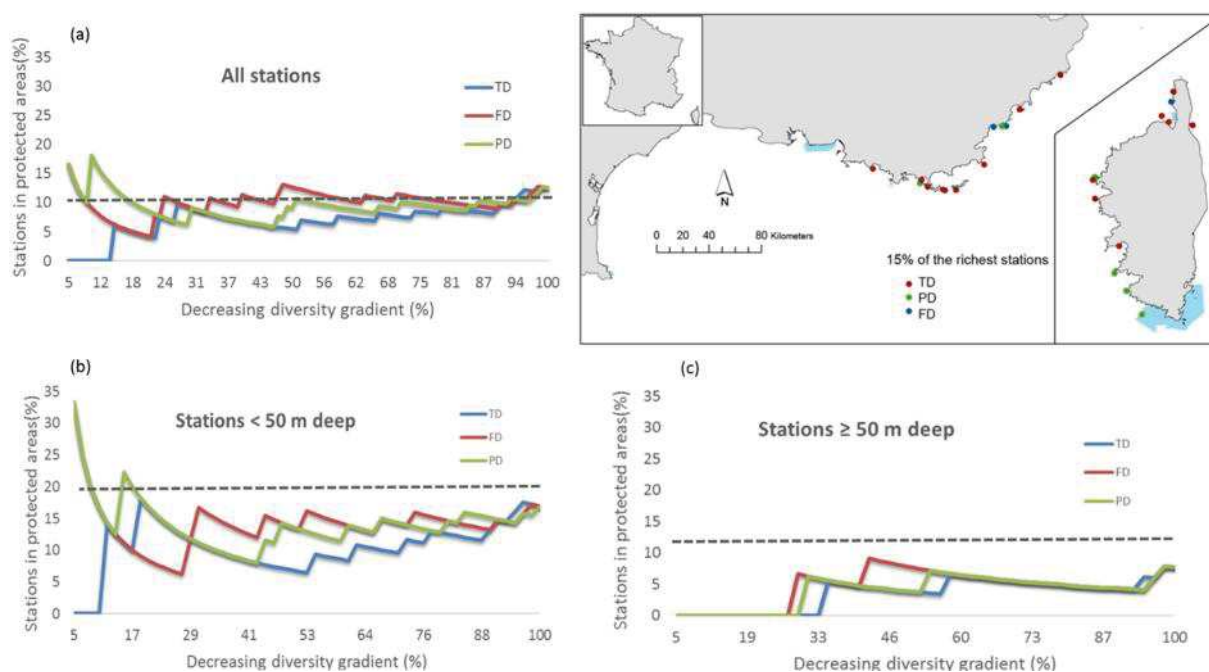 (a)
All stations
TD
FD
PD
Stations in protected areas(%)
35
30
25
20
15
10
5
0
5 12 18 24 31 37 43 49 56 62 68 75 81 87 94 100
Decreasing diversity gradient (%)
N
0 20 40 80 Kilometers
15% of the richest stations
TD
PD
FD
(b)
Stations < 50 m deep
TD
FD
PD
Stations in protected areas(%)
35
30
25
20
15
10
5
0
5 17 29 41 53 64 76 88 100
Decreasing diversity gradient (%)
(c)
Stations ≥ 50 m deep
TD
FD
PD
Stations in protected areas(%)
35
30
25
20
15
10
5
0
5 19 33 46 60 73 87 100
Decreasing diversity gradient (%)